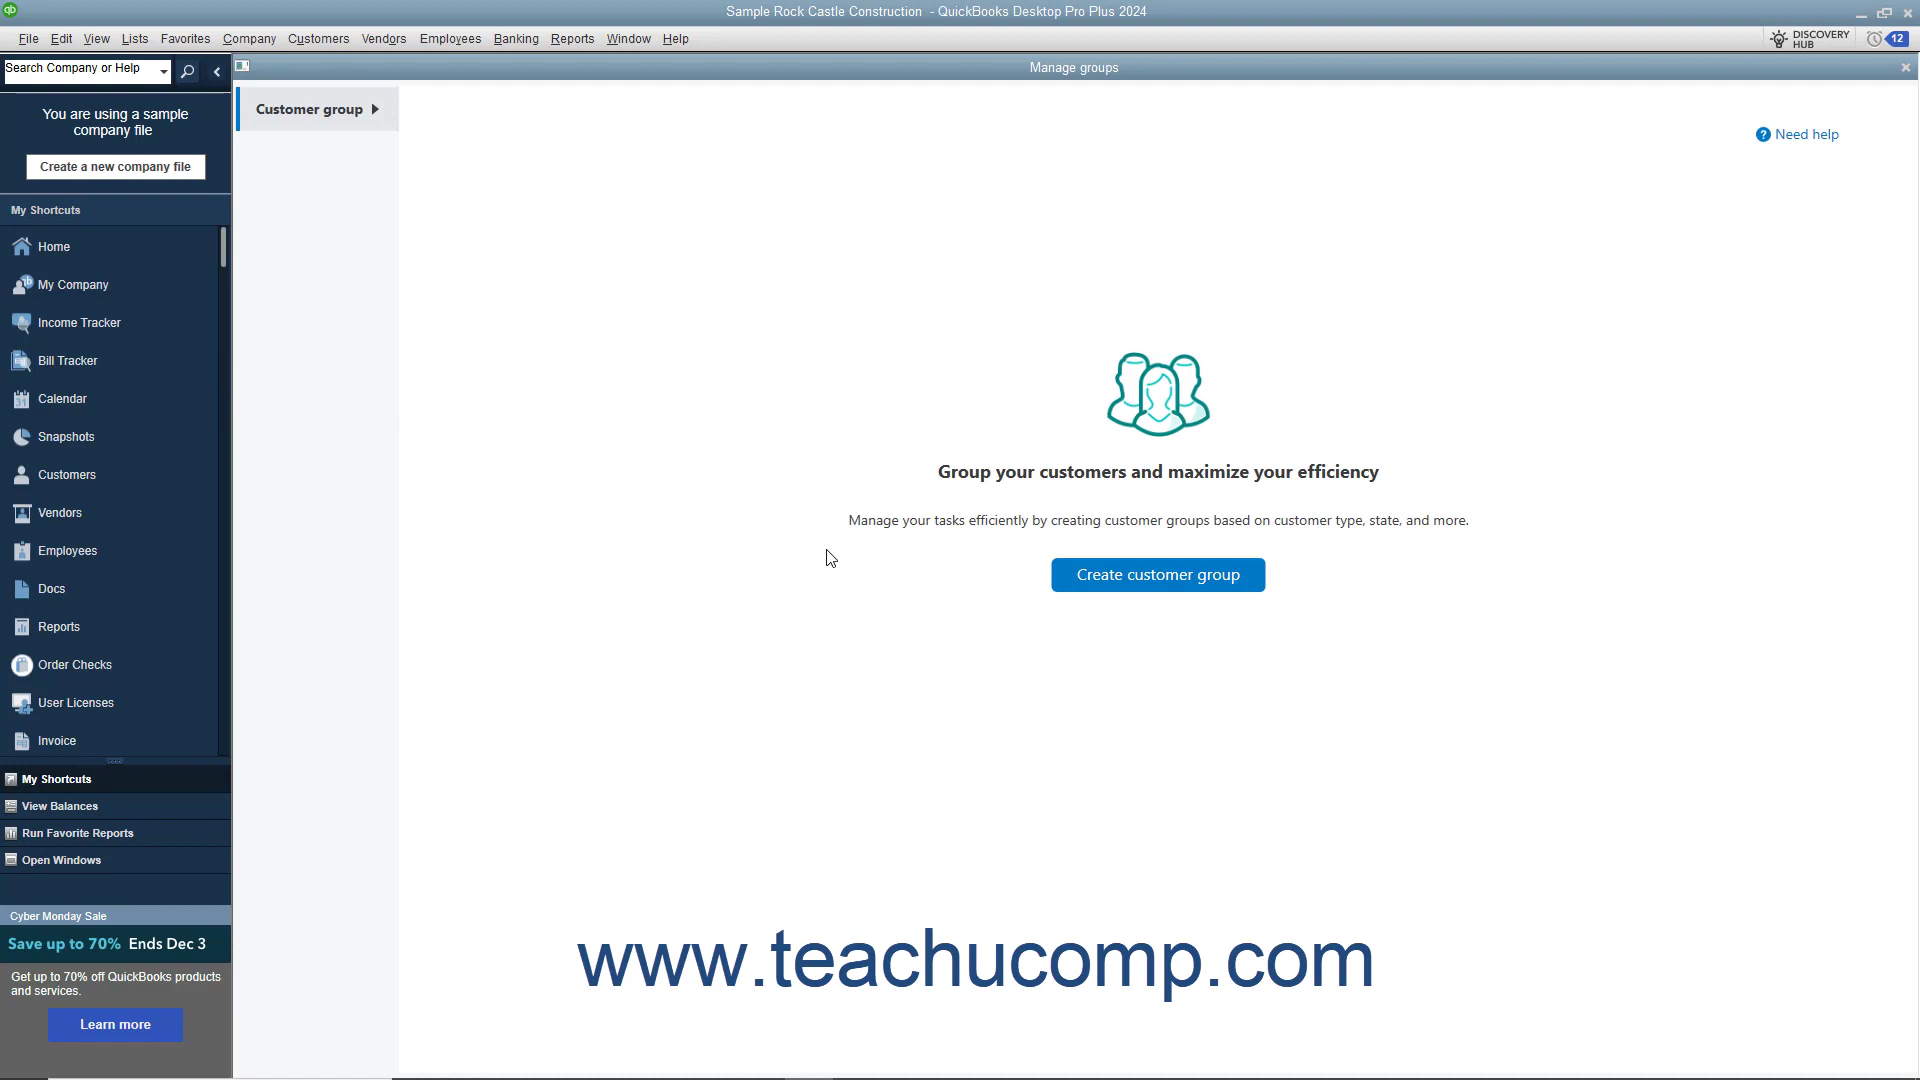 Sample Rock Castle Construction - QuickBooks Desktop Pro Plus 2024
File Edit View Lists Favorites Company Customers Vendors Employees Banking Reports Window Help
DISCOVERY
HUB
12
Search Company or Help
Manage groups
You are using a sample
company file
Create a new company file
My Shortcuts
Home
My Company
Income Tracker
Bill Tracker
31
Calendar
Snapshots
Customers
Vendors
Employees
Docs
Reports
Order Checks
User Licenses
Invoice
My Shortcuts
View Balances
Run Favorite Reports
Open Windows
Cyber Monday Sale
Save up to 70% Ends Dec 3
Get up to 70% off QuickBooks products
and services.
Learn more
Customer group
? Need help
Group your customers and maximize your efficiency
Manage your tasks efficiently by creating customer groups based on customer type, state, and more.
Create customer group
www.teachucomp.com